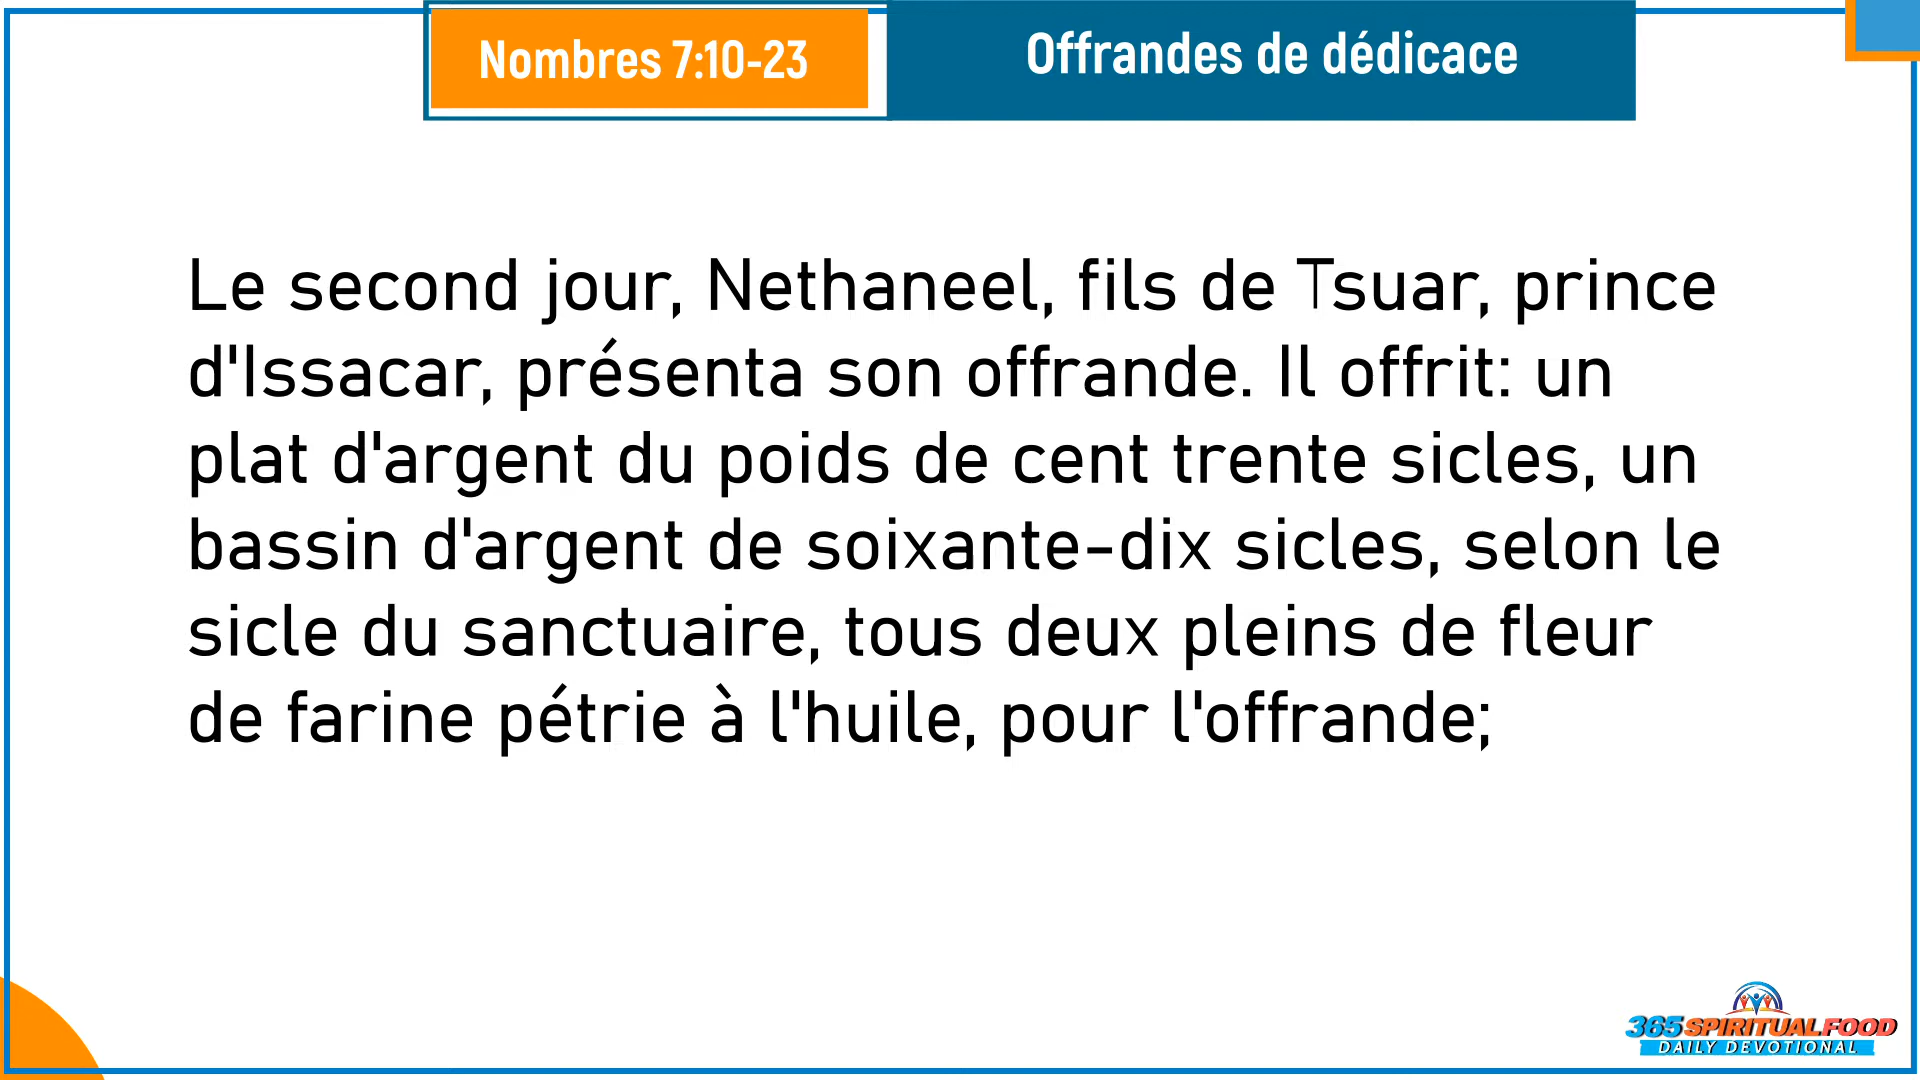 Nombres 7:10-23
Offrandes de dédicace
Le second jour, Nethaneel, fils de Tsuar, prince
d'Issacar, présenta son offrande. Il offrit: un
plat d'argent du poids de cent trente sicles, un
bassin d'argent de soixante-dix sicles, selon le
sicle du sanctuaire, tous deux pleins de fleur
de farine pétrie à l'huile, pour l'offrande;
365 SPIRITUAL FOOD
DAILY DEVOTIONAL